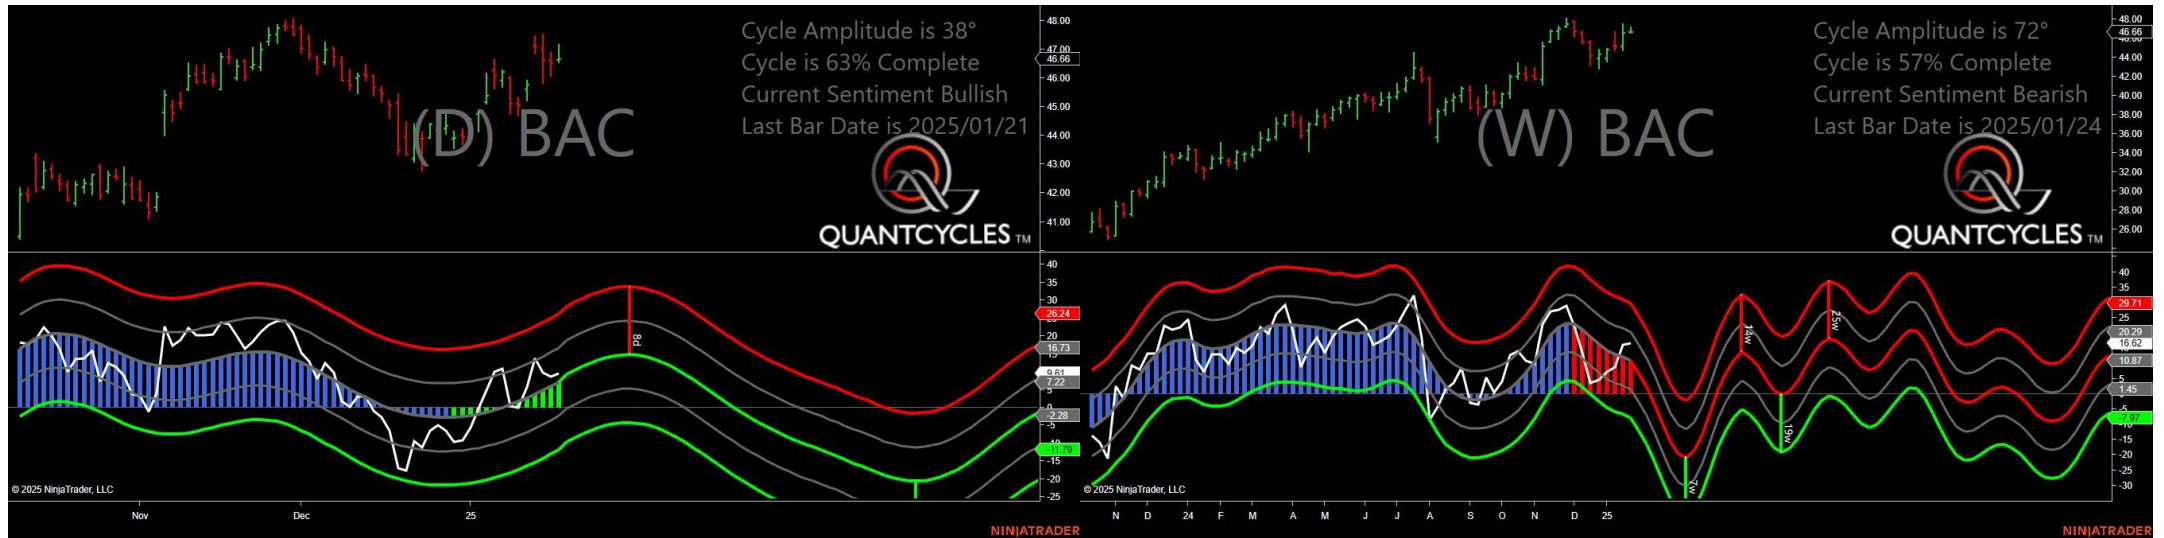 Cycle Amplitude is 38°
Cycle is 63% Complete
Current Sentiment Bullish
Last Bar Date is 2025/01/21
(D) BAC
QUANTCYCLES TM
48.00
47.00
46.66
46.00
45.00
44.00
43.00
42.00
41.00
40
35
30
26.24
20
16.73
9.61
7.22
5
0
-2.28
-5
-11.79
-15
-20
-25
8d
© 2025 NinjaTrader, LLC
Nov
Dec
25
NINJATRADER
Cycle Amplitude is 72°
Cycle is 57% Complete
Current Sentiment Bearish
Last Bar Date is 2025/01/24
(W) BAC
QUANTCYCLES TM
48.00
46.66
44.00
42.00
40.00
38.00
36.00
34.00
32.00
30.00
28.00
26.00
40
35
29.71
25
20.29
16.62
10.87
5
1.45
-5
-7.97
-10
-15
-20
-25
-30
14w
25w
19w
7w
© 2025 NinjaTrader, LLC
N D 24 F M A M J J A S O N D 25
NINJATRADER